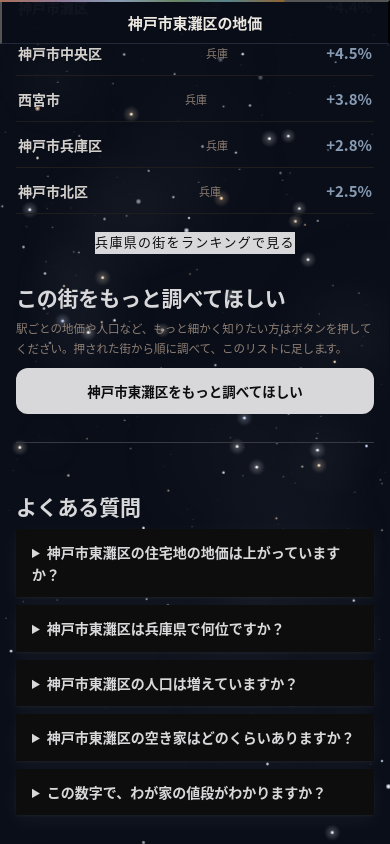 神戸市東灘区の地価
神戸市中央区 兵庫 +4.5%
西宮市 兵庫 +3.8%
神戸市兵庫区 兵庫 +2.8%
神戸市北区 兵庫 +2.5%
兵庫県の街をランキングで見る
この街をもっと調べてほしい
駅ごとの地価や人口など、もっと細かく知りたい方はボタンを押して
ください。押された街から順に調べて、このリストに足します。
神戸市東灘区をもっと調べてほしい
よくある質問
▶ 神戸市東灘区の住宅地の地価は上がっています
か？
▶ 神戸市東灘区は兵庫県で何位ですか？
▶ 神戸市東灘区の人口は増えていますか？
▶ 神戸市東灘区の空き家はどのくらいありますか？
▶ この数字で、わが家の値段がわかりますか？